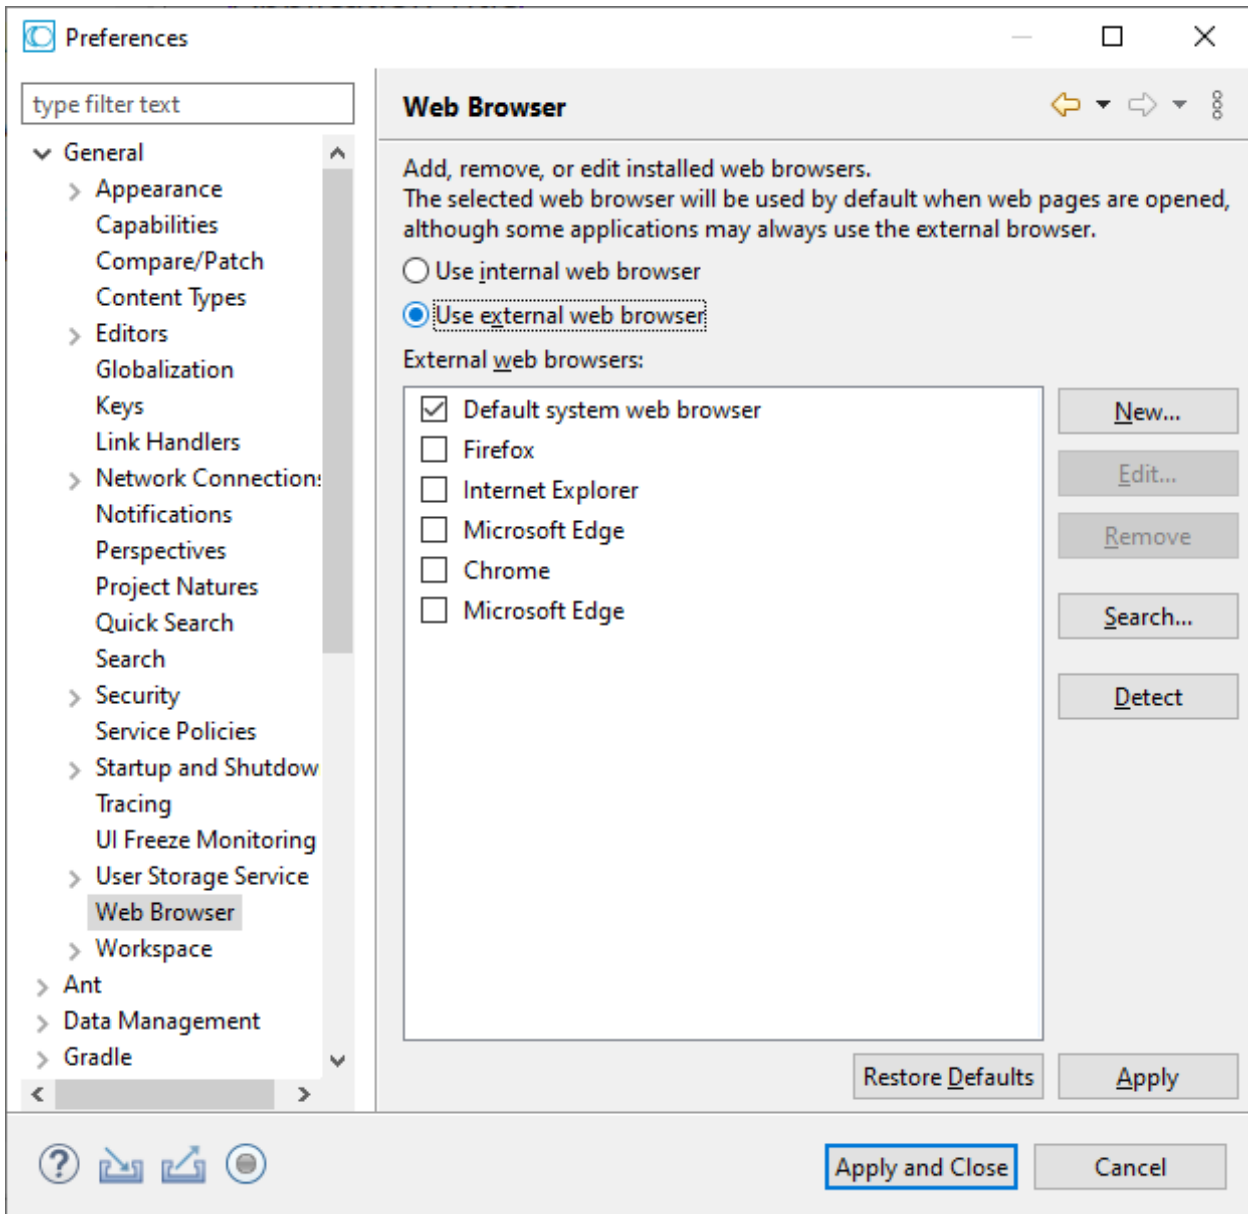 Preferences
type filter text
General
Appearance
Capabilities
Compare/Patch
Content Types
Editors
Globalization
Keys
Link Handlers
Network Connection
Notifications
Perspectives
Project Natures
Quick Search
Search
Security
Service Policies
Startup and Shutdow
Tracing
UI Freeze Monitoring
User Storage Service
Web Browser
Workspace
Ant
Data Management
Gradle
Web Browser
Add, remove, or edit installed web browsers.
The selected web browser will be used by default when web pages are opened,
although some applications may always use the external browser.
Use internal web browser
Use external web browser
External web browsers:
Default system web browser
Firefox
Internet Explorer
Microsoft Edge
Chrome
Microsoft Edge
New...
Edit...
Remove
Search...
Detect
Restore Defaults
Apply
Apply and Close
Cancel